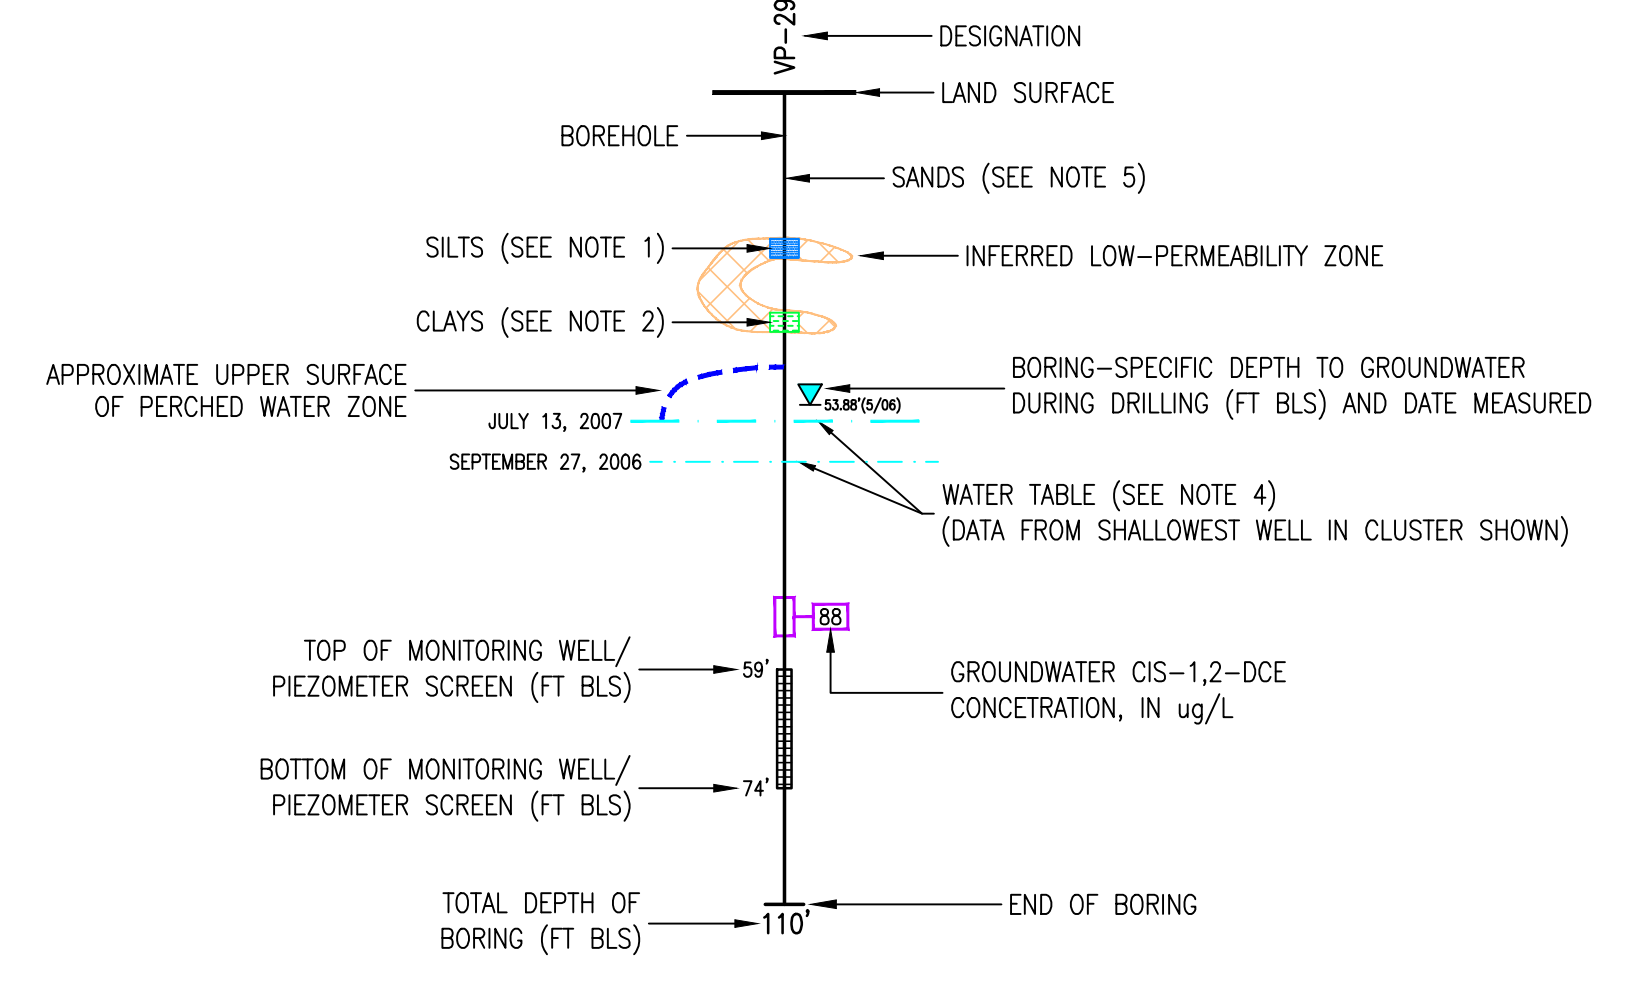 VP-29
DESIGNATION
LAND SURFACE
BOREHOLE
SANDS (SEE NOTE 5)
SILTS (SEE NOTE 1)
INFERRED LOW-PERMEABILITY ZONE
CLAYS (SEE NOTE 2)
APPROXIMATE UPPER SURFACE
OF PERCHED WATER ZONE
BORING-SPECIFIC DEPTH TO GROUNDWATER
DURING DRILLING (FT BLS) AND DATE MEASURED
53.88'(5/06)
JULY 13, 2007
SEPTEMBER 27, 2006
WATER TABLE (SEE NOTE 4)
(DATA FROM SHALLOWEST WELL IN CLUSTER SHOWN)
88
TOP OF MONITORING WELL/
PIEZOMETER SCREEN (FT BLS)
59'
GROUNDWATER CIS-1,2-DCE
CONCETRATION, IN ug/L
BOTTOM OF MONITORING WELL/
PIEZOMETER SCREEN (FT BLS)
74'
TOTAL DEPTH OF
BORING (FT BLS)
110'
END OF BORING